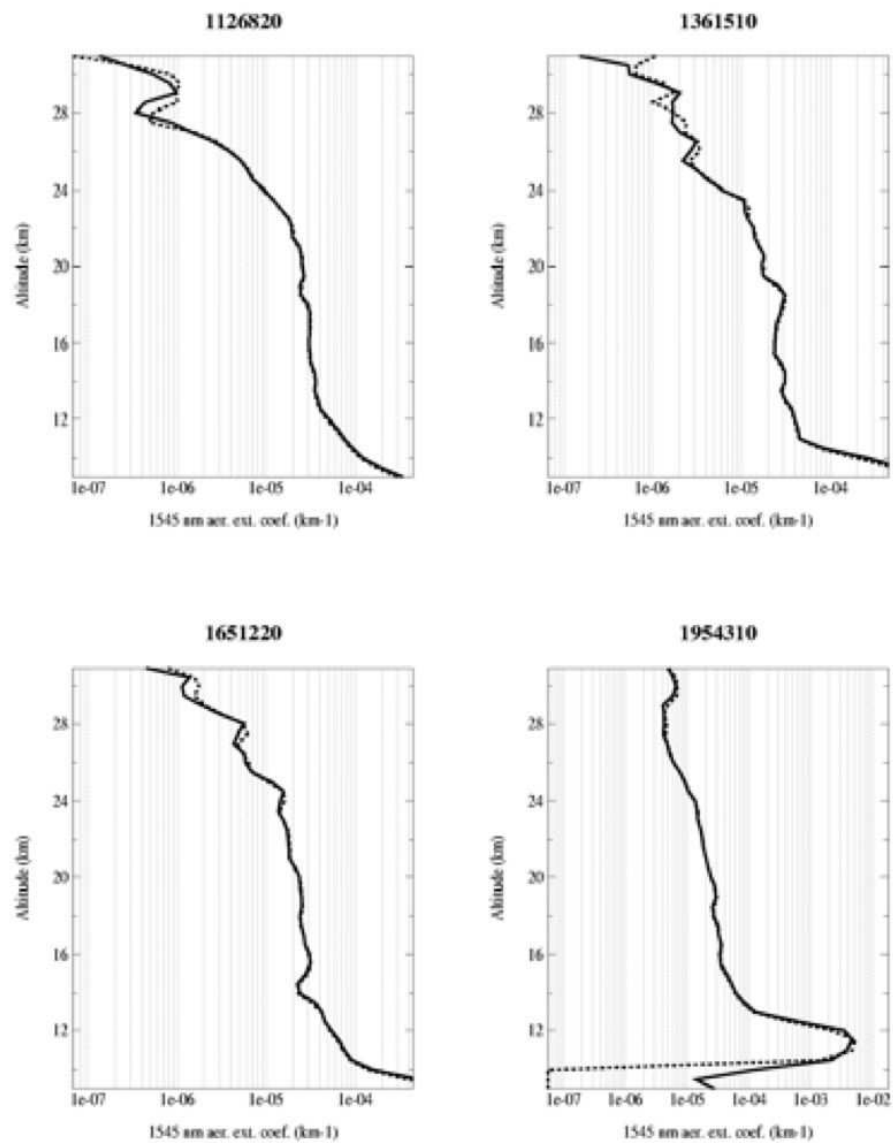 1126820
1361510
28
24
20
16
12
Altitude (km)
1e-07 1e-06 1e-05 1e-04
1545 nm aer. exi. coef. (km-1)
28
24
20
16
12
Altitude (km)
1e-07 1e-06 1e-05 1e-04
1545 nm aer. exi. coef. (km-1)
1651220
1954310
28
24
20
16
12
Altitude (km)
1e-07 1e-06 1e-05 1e-04
1545 nm aer. exi. coef. (km-1)
28
24
20
16
12
Altitude (km)
1e-07 1e-06 1e-05 1e-04 1e-03 1e-02
1545 nm aer. exi. coef. (km-1)